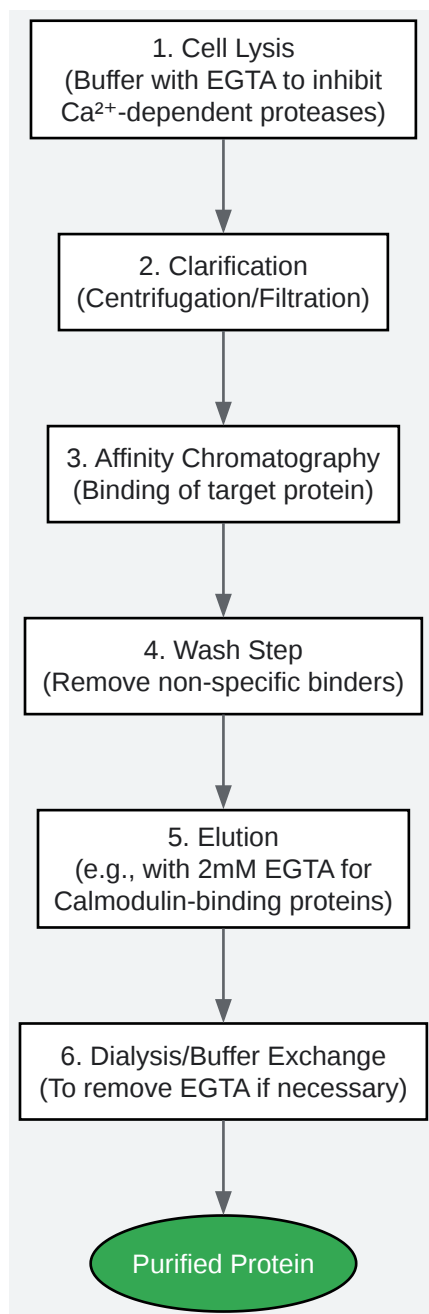 1. Cell Lysis
(Buffer with EGTA to inhibit
Ca²⁺-dependent proteases)
2. Clarification
(Centrifugation/Filtration)
3. Affinity Chromatography
(Binding of target protein)
4. Wash Step
(Remove non-specific binders)
5. Elution
(e.g., with 2mM EGTA for
Calmodulin-binding proteins)
6. Dialysis/Buffer Exchange
(To remove EGTA if necessary)
Purified Protein